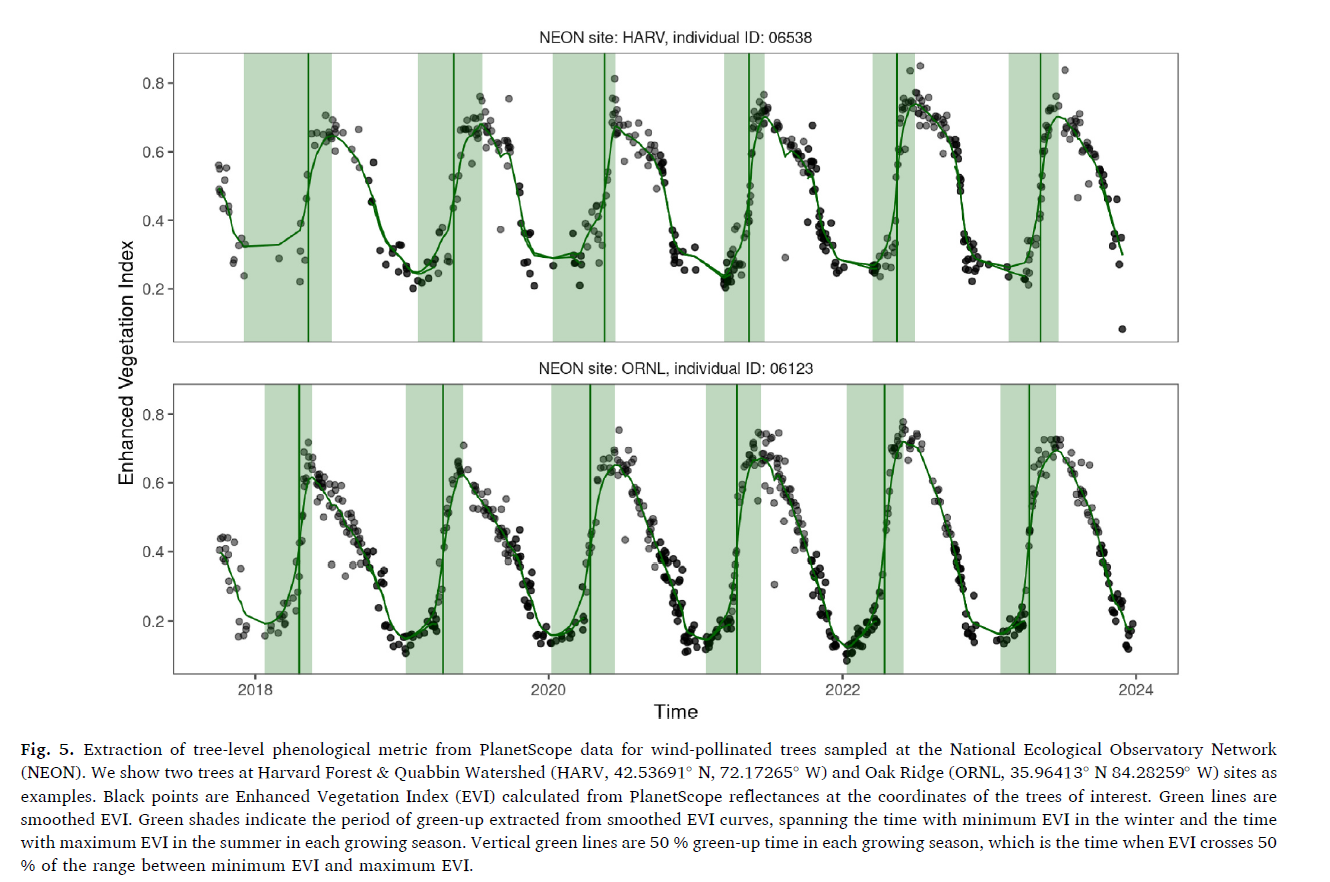 NEON site: HARV, individual ID: 06538
0.8
0.6
0.4
0.2
Enhanced Vegetation Index
NEON site: ORNL, individual ID: 06123
0.8
0.6
0.4
0.2
2018
2020
2022
2024
Time
Fig. 5. Extraction of tree-level phenological metric from PlanetScope data for wind-pollinated trees sampled at the National Ecological Observatory Network
(NEON). We show two trees at Harvard Forest & Quabbin Watershed (HARV, 42.53691° N, 72.17265° W) and Oak Ridge (ORNL, 35.96413° N 84.28259° W) sites as
examples. Black points are Enhanced Vegetation Index (EVI) calculated from PlanetScope reflectances at the coordinates of the trees of interest. Green lines are
smoothed EVI. Green shades indicate the period of green-up extracted from smoothed EVI curves, spanning the time with minimum EVI in the winter and the time
with maximum EVI in the summer in each growing season. Vertical green lines are 50 % green-up time in each growing season, which is the time when EVI crosses 50
% of the range between minimum EVI and maximum EVI.